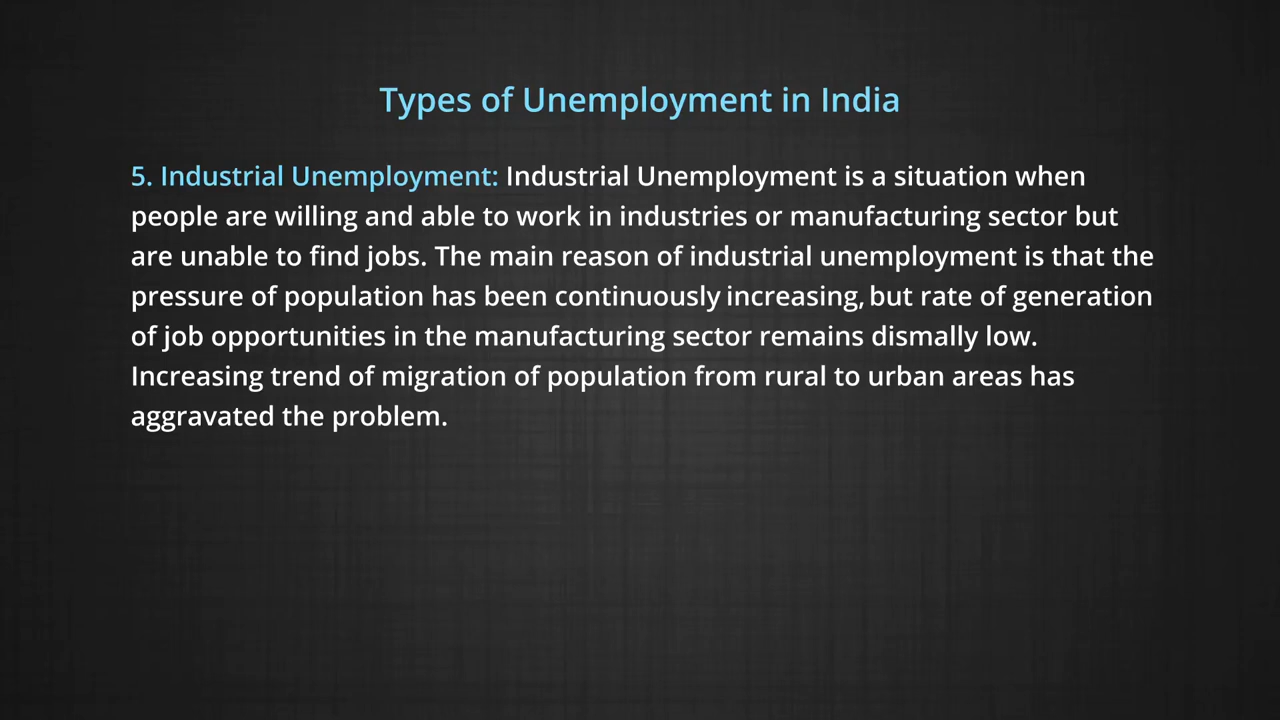 Types of Unemployment in India
5. Industrial Unemployment: Industrial Unemployment is a situation when
people are willing and able to work in industries or manufacturing sector but
are unable to find jobs. The main reason of industrial unemployment is that the
pressure of population has been continuously increasing, but rate of generation
of job opportunities in the manufacturing sector remains dismally low.
Increasing trend of migration of population from rural to urban areas has
aggravated the problem.